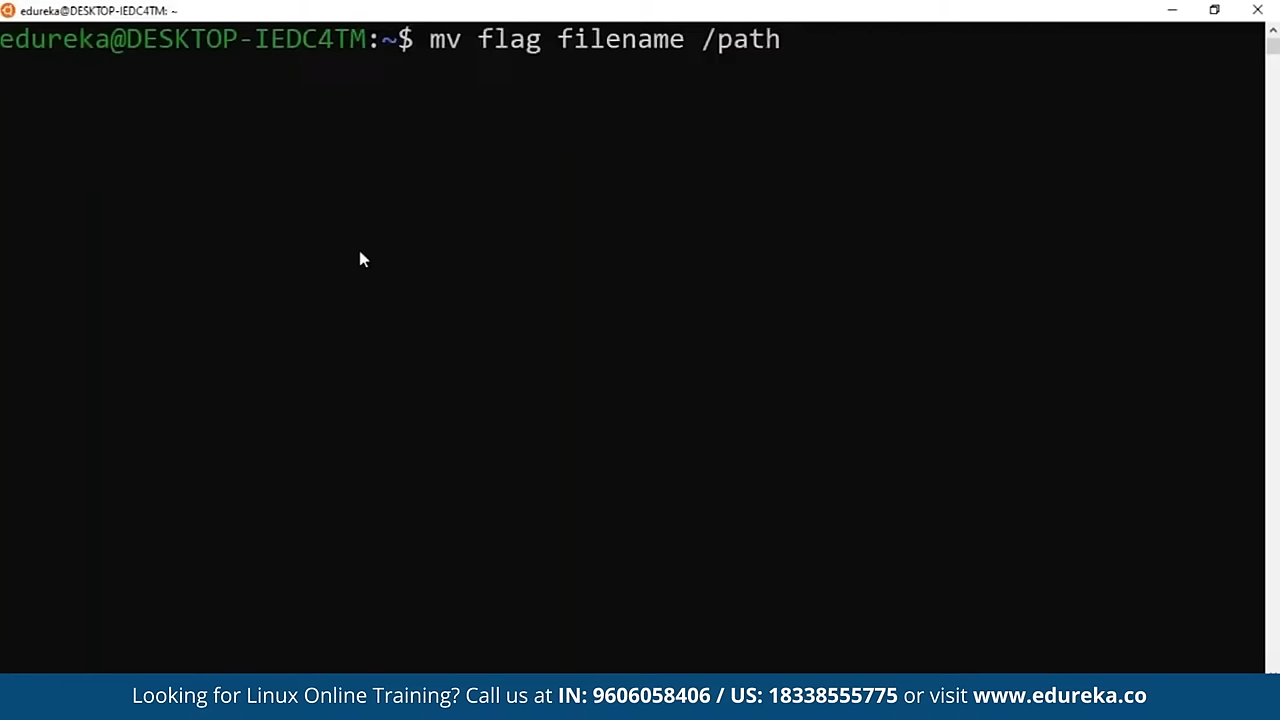 edureka@DESKTOP-IEDC4TM: ~
edureka@DESKTOP-IEDC4TM:~$ mv flag filename /path
Looking for Linux Online Training? Call us at IN: 9606058406 / US: 18338555775 or visit www.edureka.co